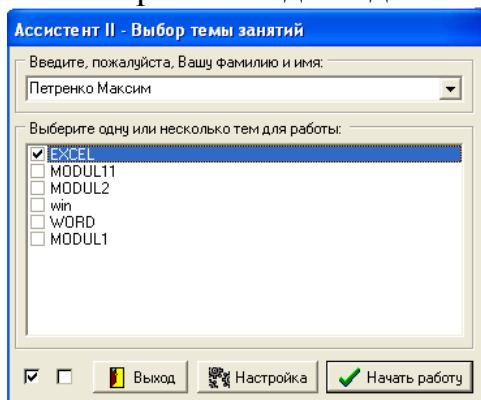 Ассистент II - Выбор темы занятий
Введите, пожалуйста, Вашу фамилию и имя:
Петренко Максим
Выберите одну или несколько тем для работы:
EXCEL
MODUL11
MODUL2
win
WORD
MODUL1
Выход
Настройка
Начать работу